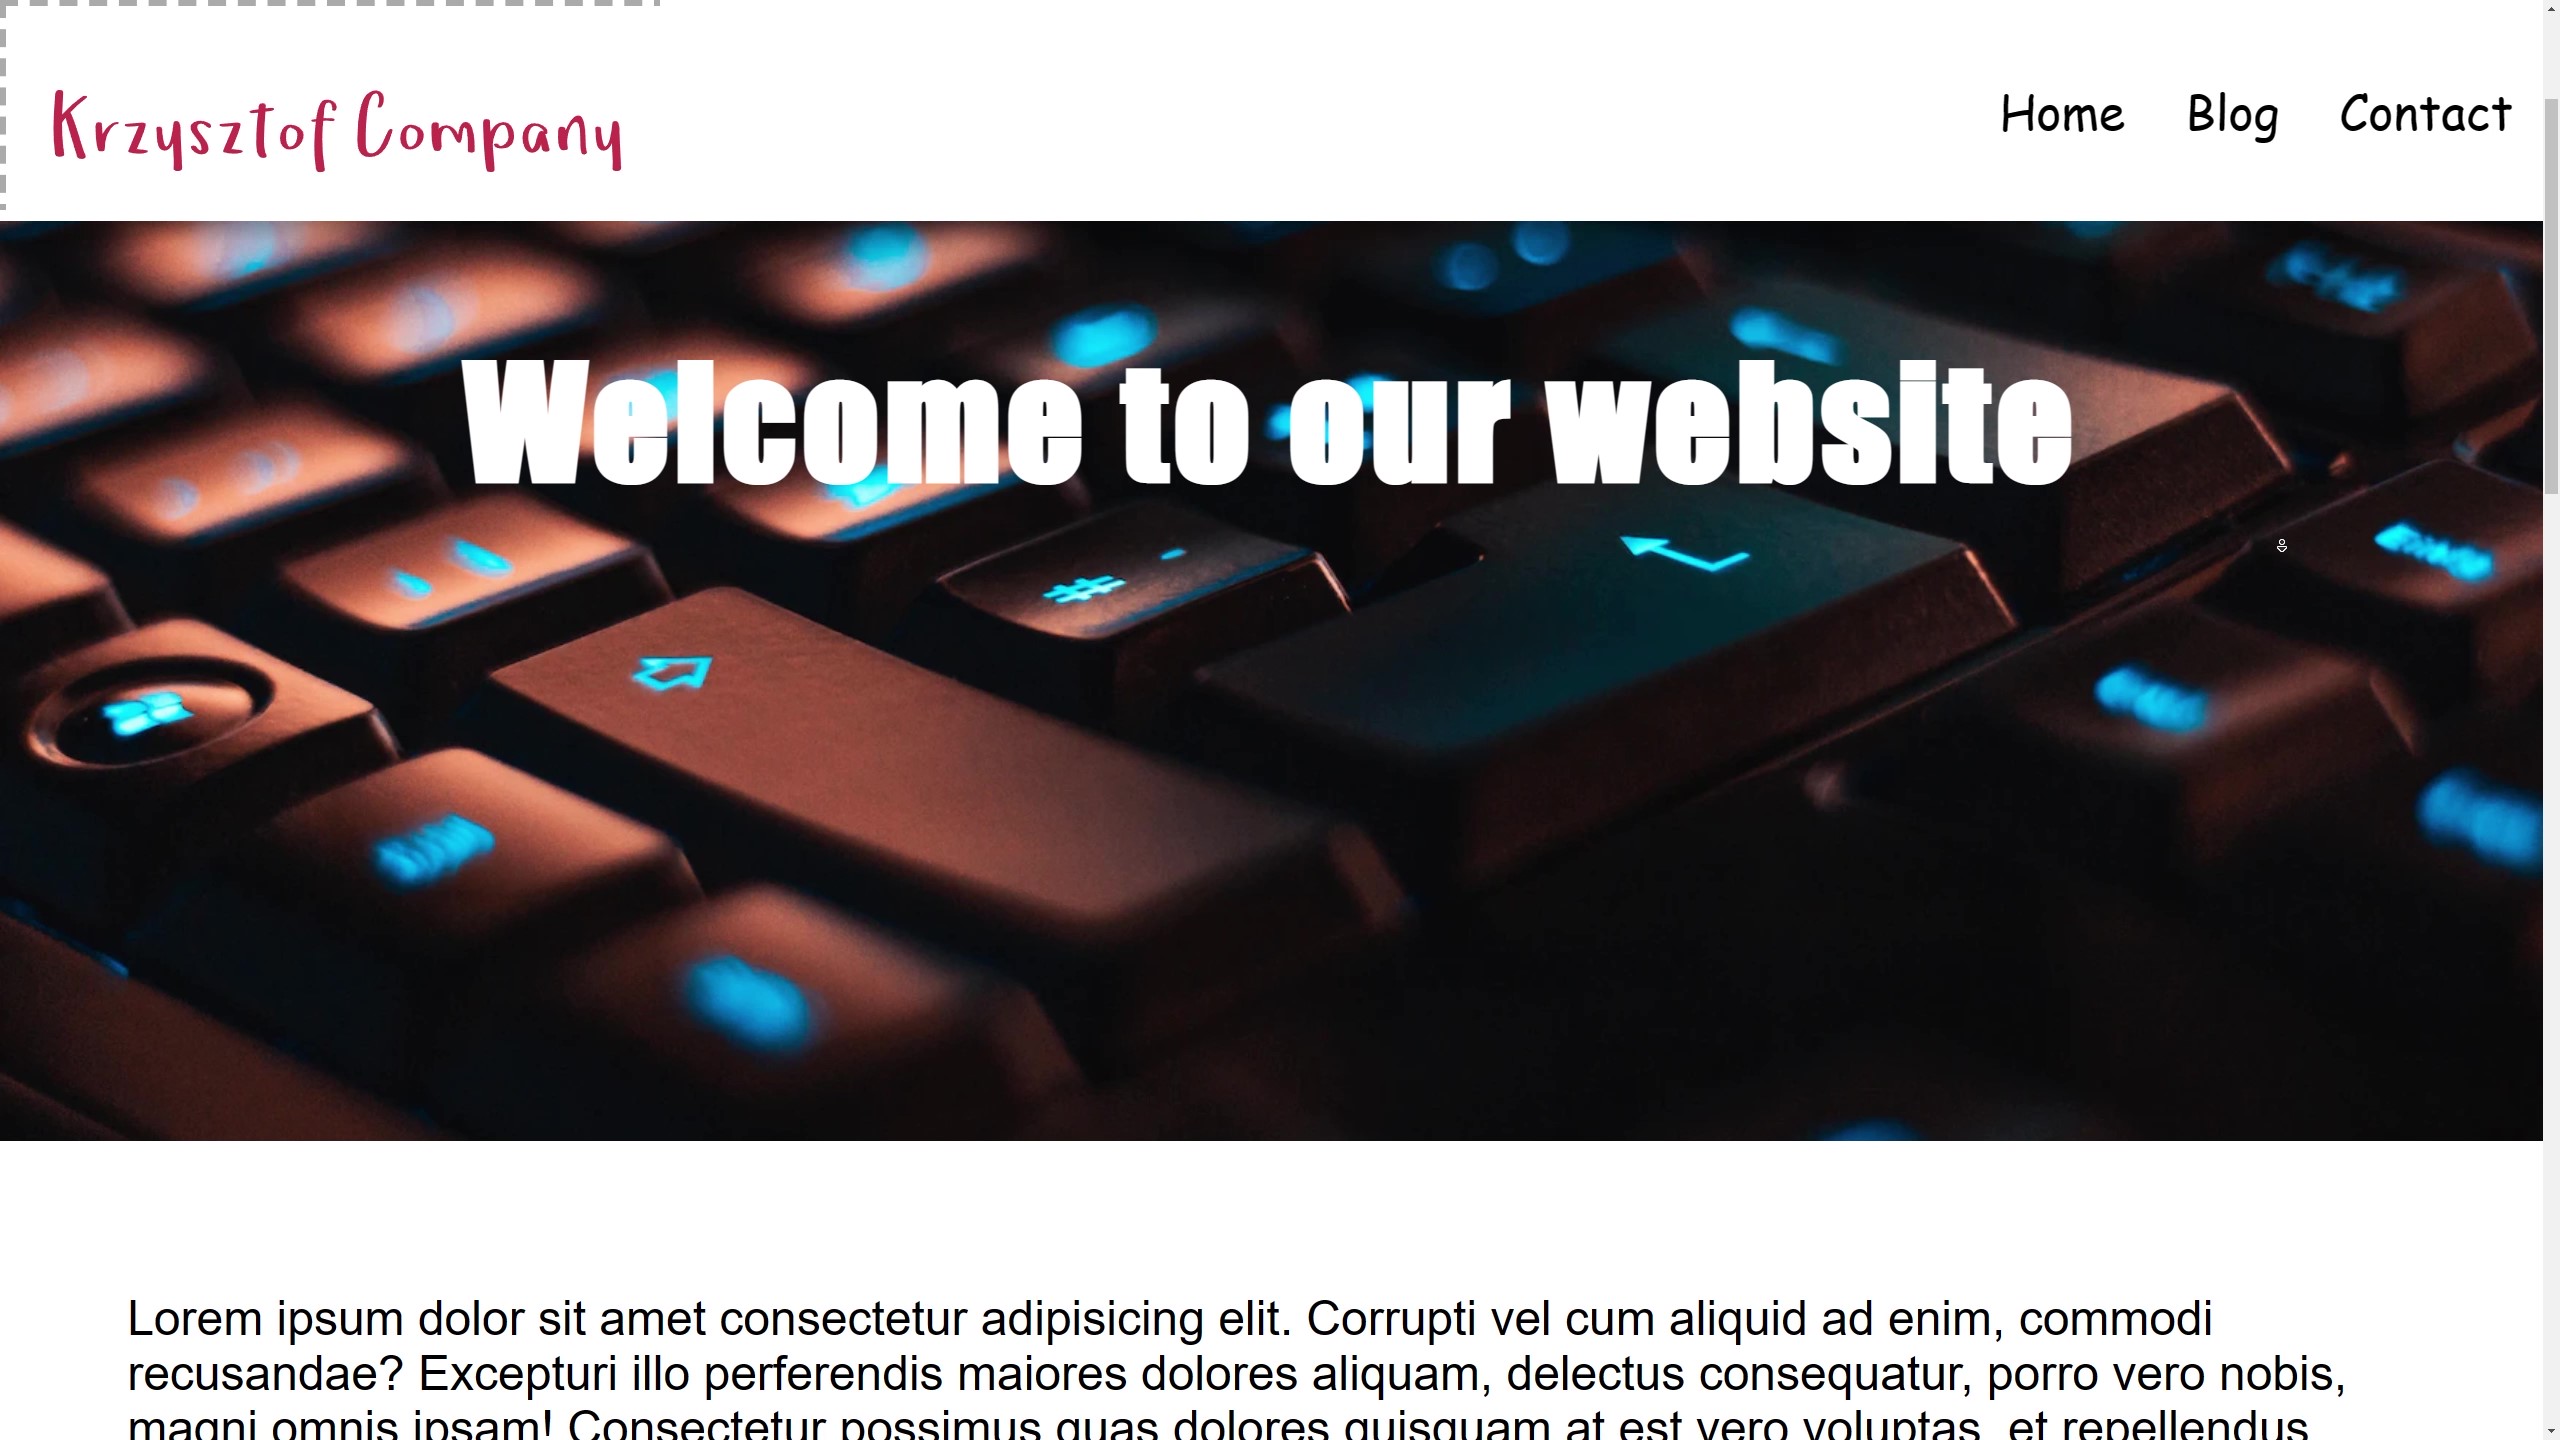 Krzysztof Company
Home Blog Contact
Welcome to our website
#
Lorem ipsum dolor sit amet consectetur adipisicing elit. Corrupti vel cum aliquid ad enim, commodi
recusandae? Excepturi illo perferendis maiores dolores aliquam, delectus consequatur, porro vero nobis,
magni omnis ipsam! Consectetur possimus quas dolores quisquam at est vero voluptas, et repellendus